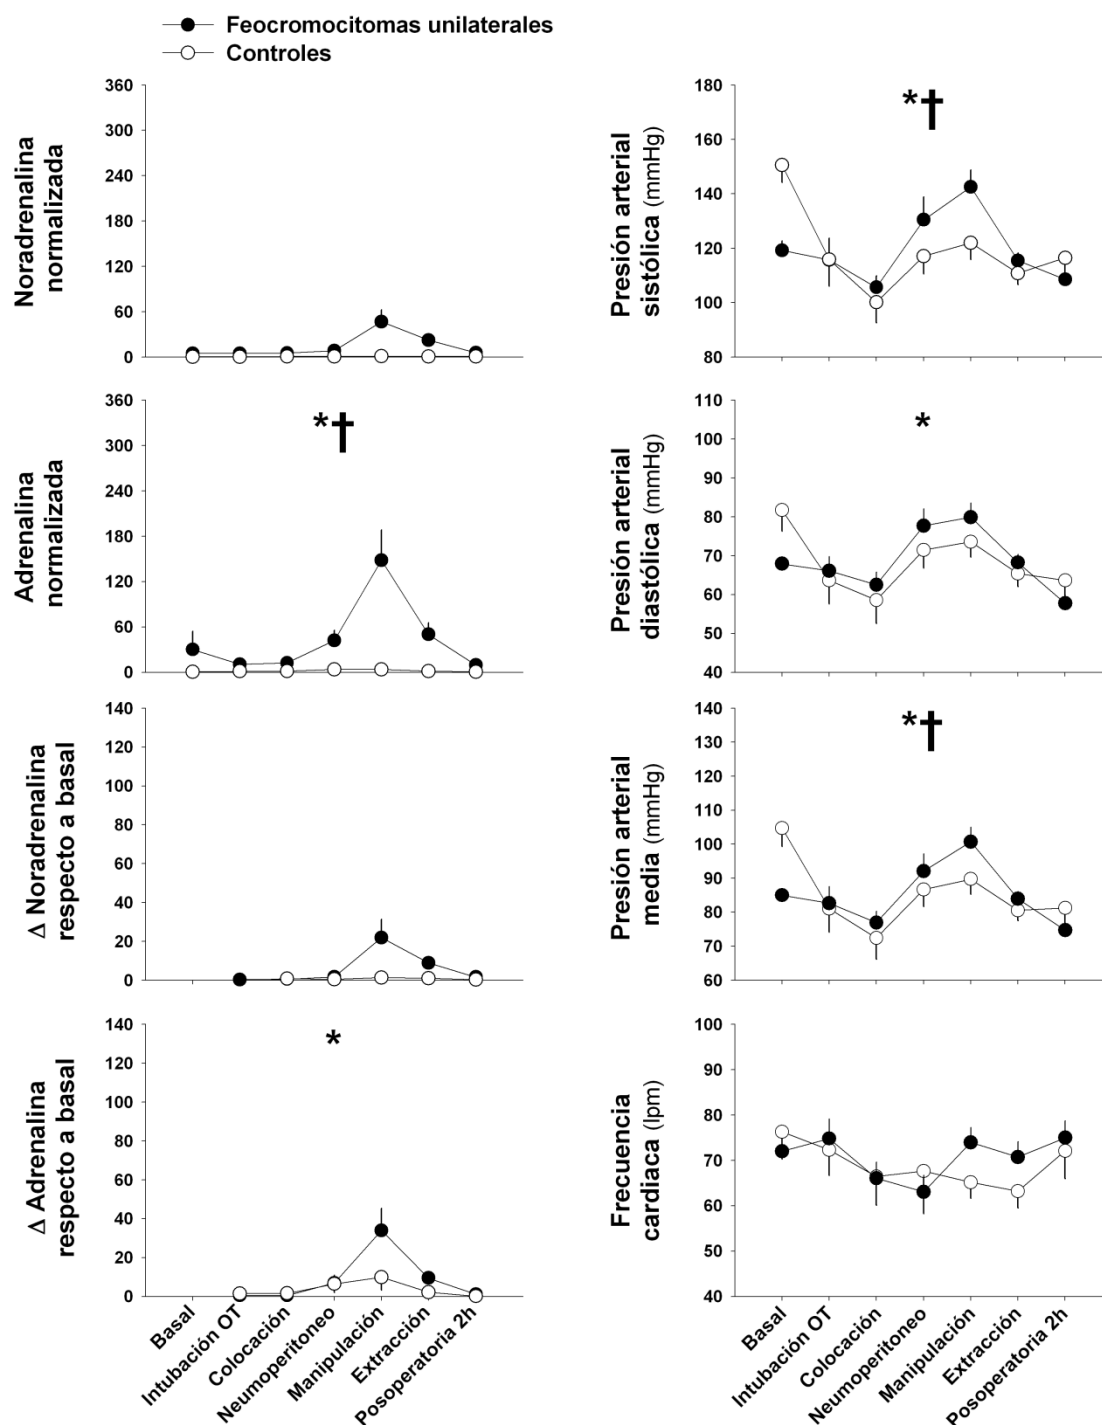 Feocromocitomas unilaterales
Controles
Noradrenalina
normalizada
360
300
240
180
120
60
0
Presión arterial
sistólica (mmHg)
180
160
140
120
100
80
*†
Adrenalina
normalizada
360
300
240
180
120
60
0
*†
Presión arterial
diastólica (mmHg)
110
100
90
80
70
60
50
40
*
Δ Noradrenalina
respecto a basal
140
120
100
80
60
40
20
0
Presión arterial
media (mmHg)
140
130
120
110
100
90
80
70
60
*†
Δ Adrenalina
respecto a basal
140
120
100
80
60
40
20
0
*
Basal
Intubación OT
Colocación
Neumoperitoneo
Manipulación
Extracción
Posoperatoria 2h
Frecuencia
cardiaca (lpm)
100
90
80
70
60
50
40
Basal
Intubación OT
Colocación
Neumoperitoneo
Manipulación
Extracción
Posoperatoria 2h